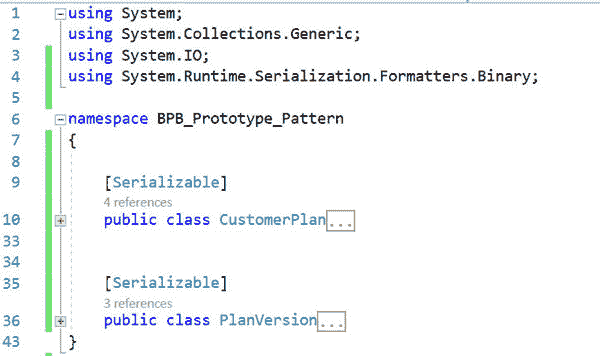 1 using System;
2 using System.Collections.Generic;
3 using System.IO;
4 using System.Runtime.Serialization.Formatters.Binary;
5
6 namespace BPB_Prototype_Pattern
7 {
8
9 [Serializable]
4 references
10 public class CustomerPlan...
33
34
35 [Serializable]
3 references
36 public class PlanVersion...
43 }